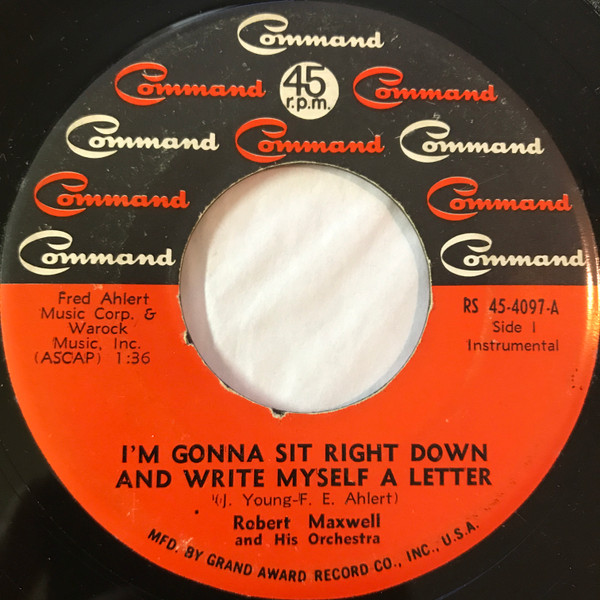 Command
Command 45 r.p.m. Command
Command Command Command
Command Command
Command Command
Fred Ahlert
Music Corp. &
Warock
Music, Inc.
(ASCAP) 1:36
RS 45-4097-A
Side 1
Instrumental
I'M GONNA SIT RIGHT DOWN
AND WRITE MYSELF A LETTER
(J. Young-F. E. Ahlert)
Robert Maxwell
and His Orchestra
MFD. BY GRAND AWARD RECORD CO., INC., U.S.A.